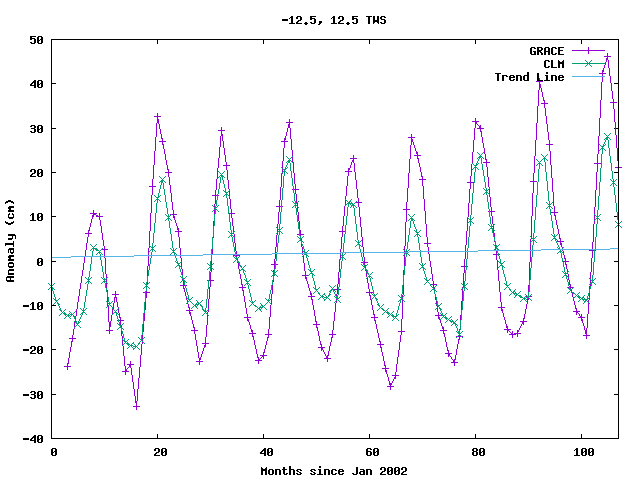 -12.5, 12.5 TWS
GRACE
CLM
Trend Line
50
40
30
20
10
0
-10
-20
-30
-40
Anomaly (cm)
0 20 40 60 80 100
Months since Jan 2002